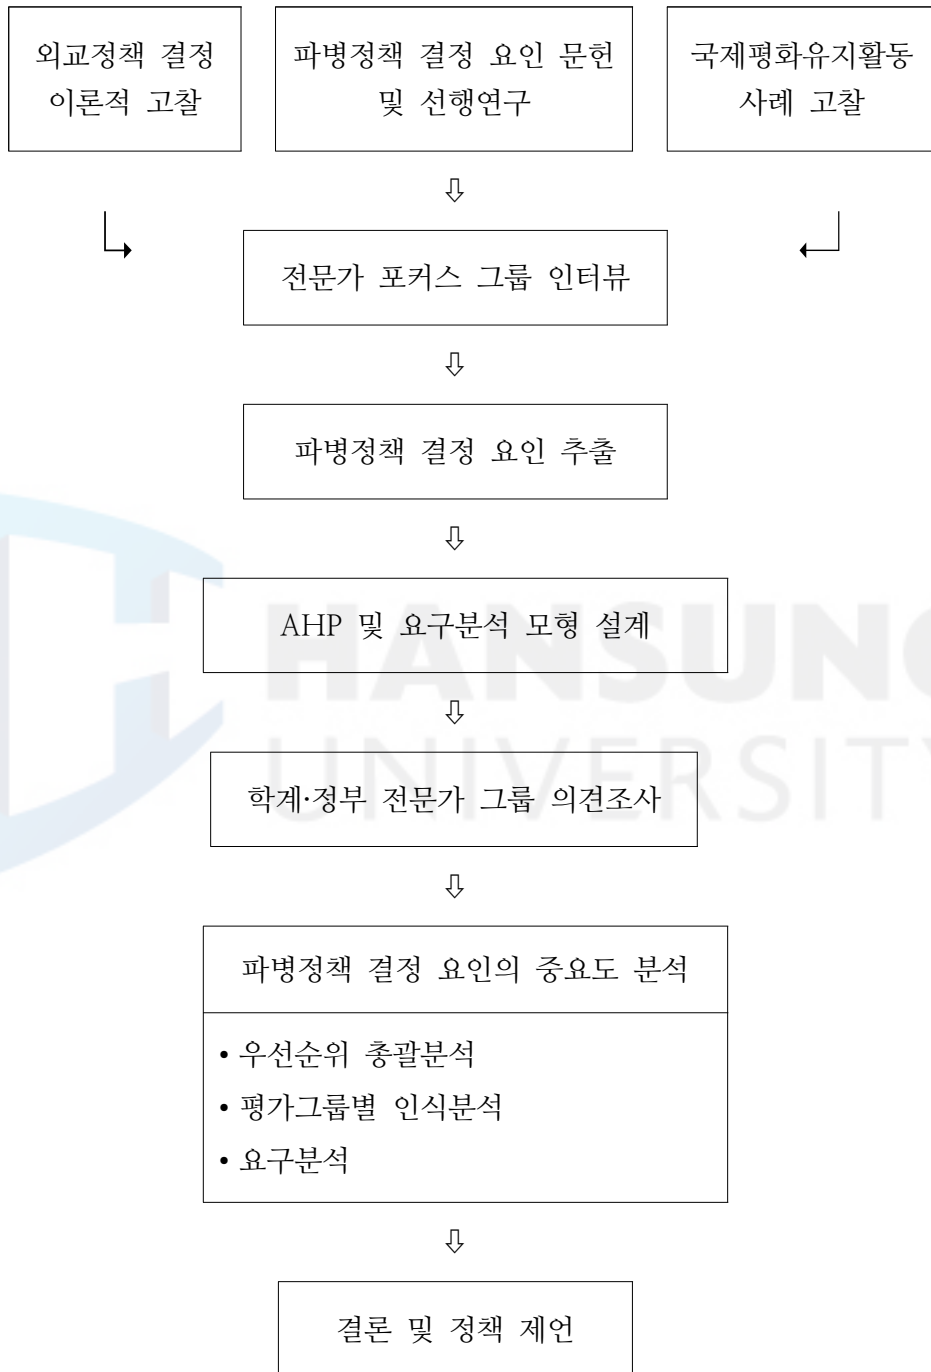 외교정책 결정
이론적 고찰
파병정책 결정 요인 문헌
및 선행연구
국제평화유지활동
사례 고찰
⇩
전문가 포커스 그룹 인터뷰
⇩
파병정책 결정 요인 추출
⇩
AHP 및 요구분석 모형 설계
⇩
학계·정부 전문가 그룹 의견조사
⇩
파병정책 결정 요인의 중요도 분석
• 우선순위 총괄분석
• 평가그룹별 인식분석
• 요구분석
⇩
결론 및 정책 제언
HANSUNG
UNIVERSITY